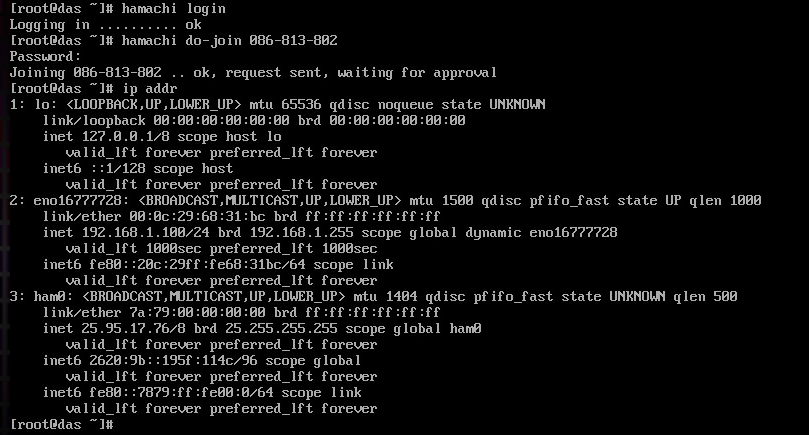 [root@das ~]# hamachi login
Logging in .......... ok
[root@das ~]# hamachi do-join 086-813-802
Password:
Joining 086-813-802 .. ok, request sent, waiting for approval
[root@das ~]# ip addr
1: lo: <LOOPBACK,UP,LOWER_UP> mtu 65536 qdisc noqueue state UNKNOWN
    link/loopback 00:00:00:00:00:00 brd 00:00:00:00:00:00
    inet 127.0.0.1/8 scope host lo
       valid_lft forever preferred_lft forever
    inet6 ::1/128 scope host
       valid_lft forever preferred_lft forever
2: eno16777728: <BROADCAST,MULTICAST,UP,LOWER_UP> mtu 1500 qdisc pfifo_fast state UP qlen 1000
    link/ether 00:0c:29:68:31:bc brd ff:ff:ff:ff:ff:ff
    inet 192.168.1.100/24 brd 192.168.1.255 scope global dynamic eno16777728
       valid_lft 1000sec preferred_lft 1000sec
    inet6 fe80::20c:29ff:fe68:31bc/64 scope link
       valid_lft forever preferred_lft forever
3: ham0: <BROADCAST,MULTICAST,UP,LOWER_UP> mtu 1404 qdisc pfifo_fast state UNKNOWN qlen 500
    link/ether 7a:79:00:00:00:00 brd ff:ff:ff:ff:ff:ff
    inet 25.95.17.76/8 brd 25.255.255.255 scope global ham0
       valid_lft forever preferred_lft forever
    inet6 2620:9b::195f:114c/96 scope global
       valid_lft forever preferred_lft forever
    inet6 fe80::7879:ff:fe00:0/64 scope link
       valid_lft forever preferred_lft forever
[root@das ~]#